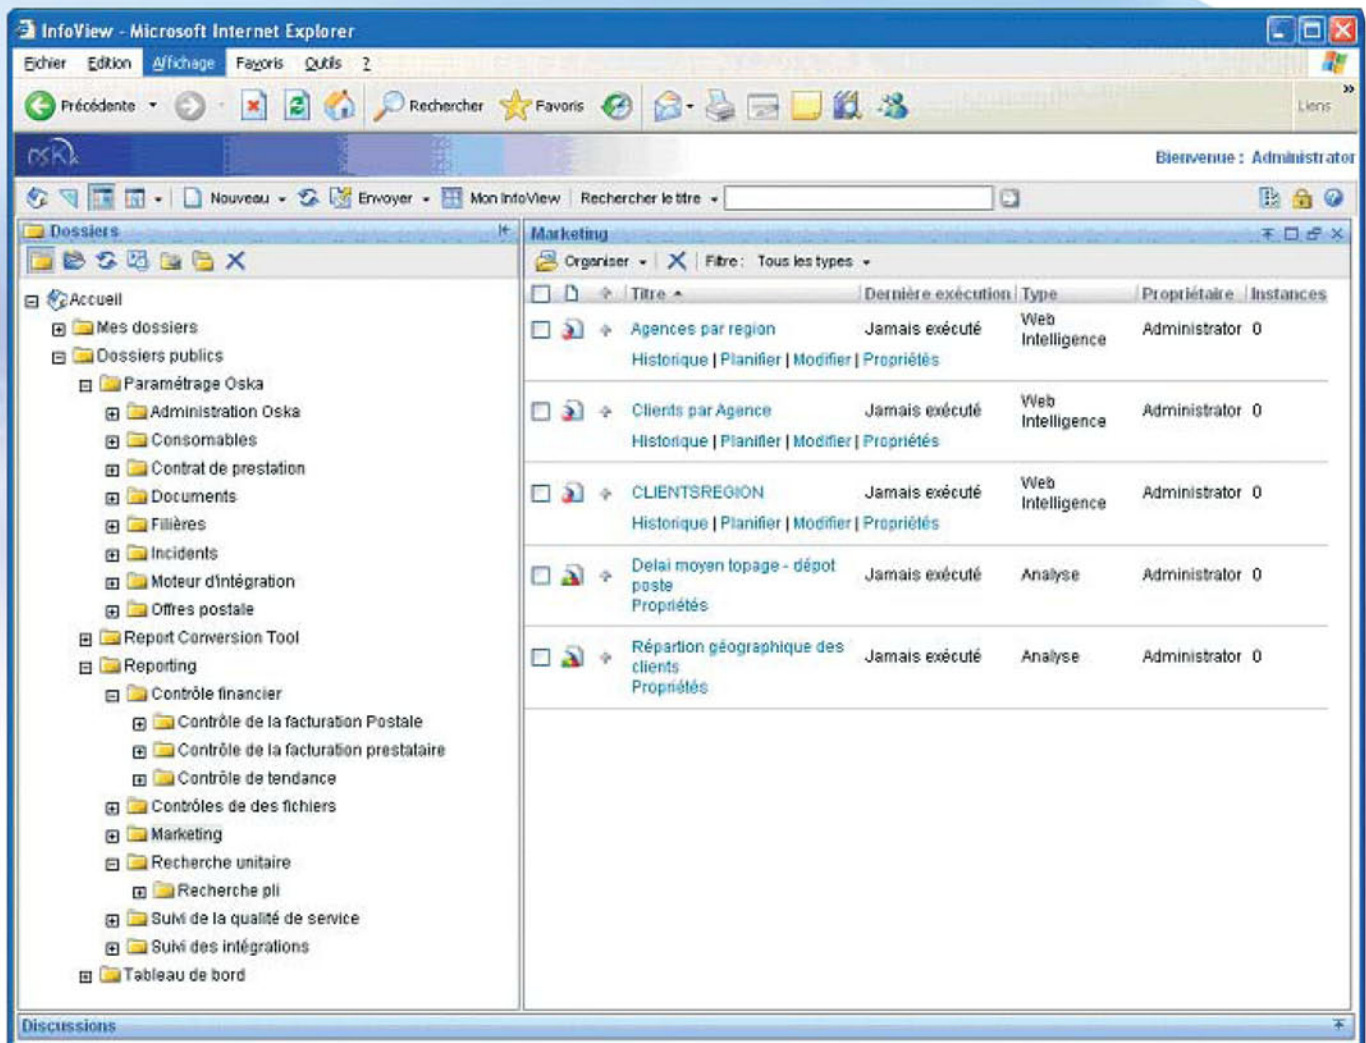 InfoView - Microsoft Internet Explorer
Fichier Edition Affichage Favoris Outils ?
Précédente Rechercher Favoris » Liens
oska
Bienvenue : Administrator
Nouveau Envoyer Mon InfoView Rechercher le titre
Dossiers
Accueil
Mes dossiers
Dossiers publics
Paramétrage Oska
Administration Oska
Consomables
Contrat de prestation
Documents
Filières
Incidents
Moteur d'intégration
Offres postale
Report Conversion Tool
Reporting
Contrôle financier
Contrôle de la facturation Postale
Contrôle de la facturation prestataire
Contrôle de tendance
Contrôles de des fichiers
Marketing
Recherche unitaire
Recherche pli
Suivi de la qualité de service
Suivi des intégrations
Tableau de bord
Marketing
Organiser Filtre : Tous les types
Titre Dernière exécution Type Propriétaire Instances
Agences par region Jamais exécuté Web Intelligence Administrator 0
Historique | Planifier | Modifier | Propriétés
Clients par Agence Jamais exécuté Web Intelligence Administrator 0
Historique | Planifier | Modifier | Propriétés
CLIENTSREGION Jamais exécuté Web Intelligence Administrator 0
Historique | Planifier | Modifier | Propriétés
Delai moyen topage - dépot poste Jamais exécuté Analyse Administrator 0
Propriétés
Répartion géographique des clients Jamais exécuté Analyse Administrator 0
Propriétés
Discussions